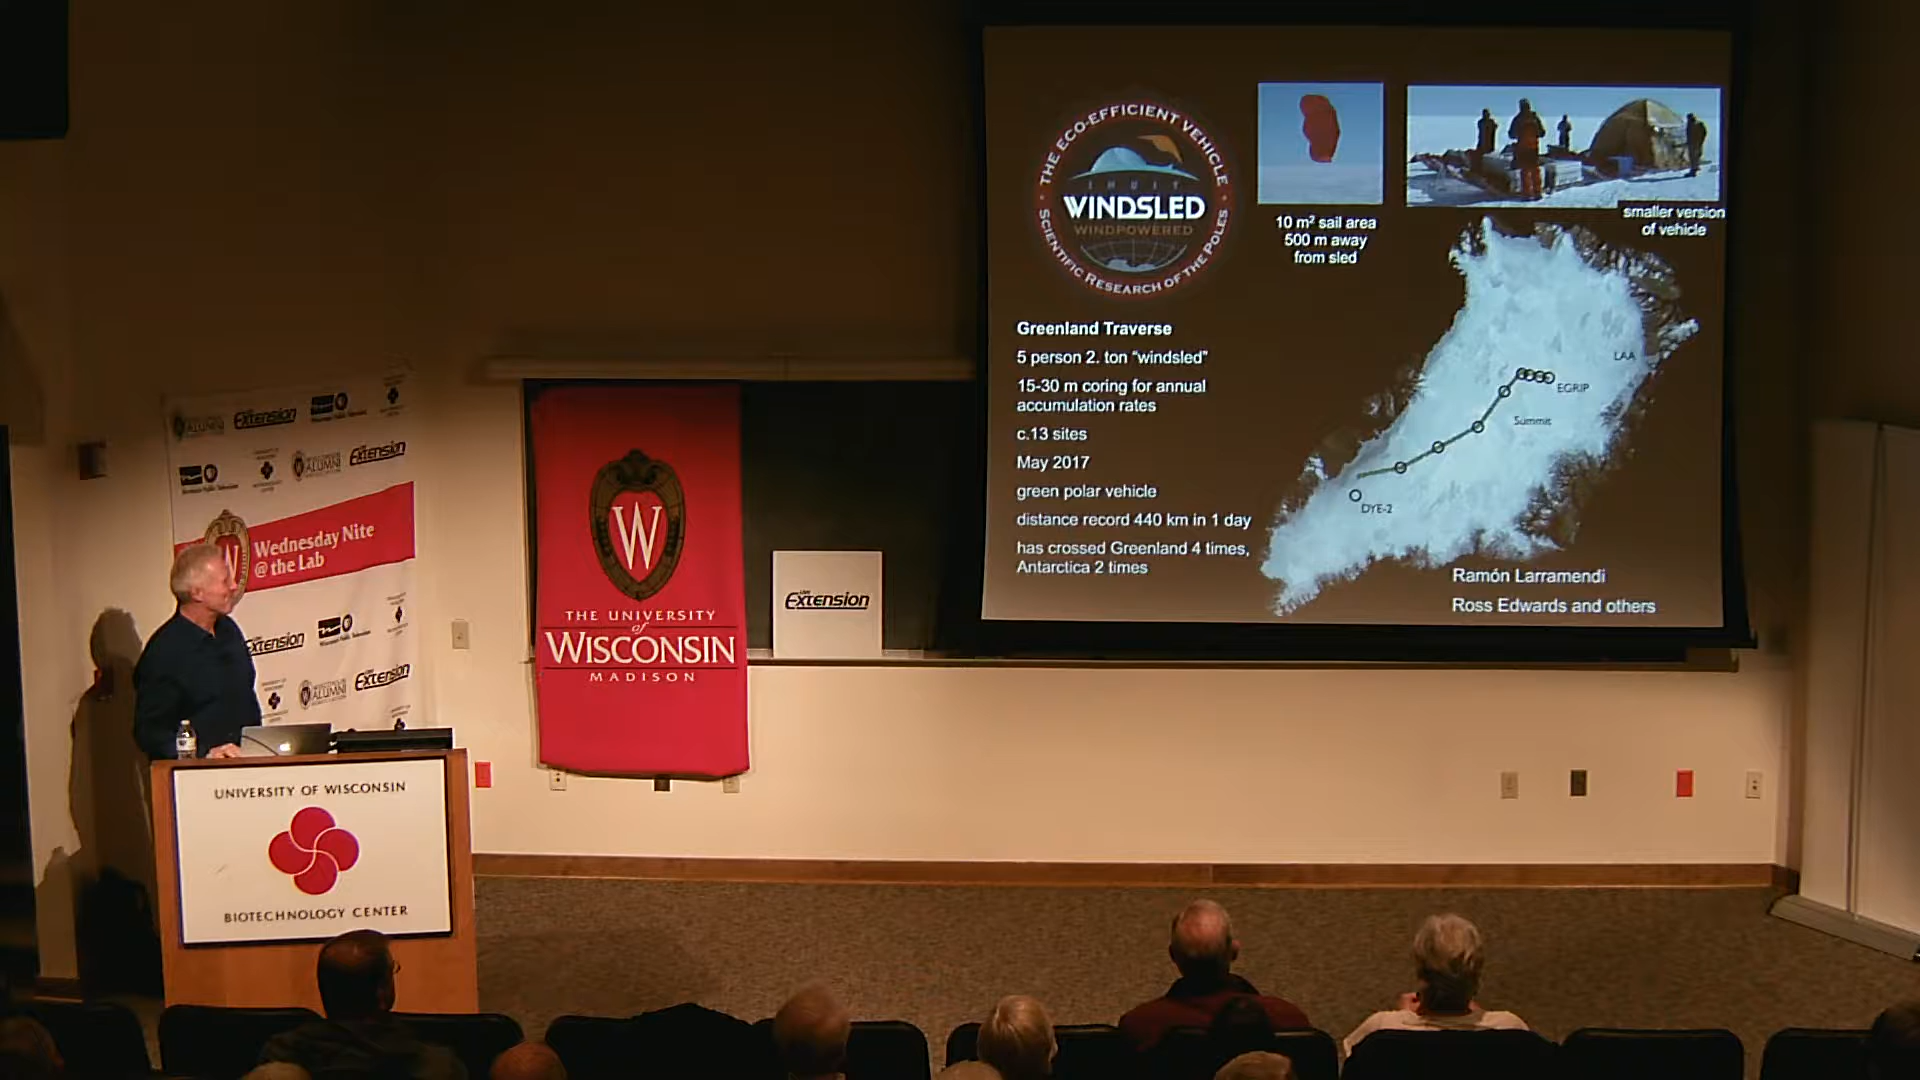 THE ECO-EFFICIENT VEHICLE
INUIT
WINDSLED
WINDPOWERED
SCIENTIFIC RESEARCH OF THE POLES
10 m² sail area
500 m away
from sled
smaller version
of vehicle
Greenland Traverse
5 person 2. ton "windsled"
15-30 m coring for annual
accumulation rates
c.13 sites
May 2017
green polar vehicle
distance record 440 km in 1 day
has crossed Greenland 4 times,
Antarctica 2 times
LAA
EGRIP
Summit
DYE-2
Ramón Larramendi
Ross Edwards and others
ALUMNI
Extension
Extension
ALUMNI
W Wednesday Nite
@ the Lab
Extension
Extension
ALUMNI
W
THE UNIVERSITY
of
WISCONSIN
MADISON
Extension
UNIVERSITY OF WISCONSIN
BIOTECHNOLOGY CENTER